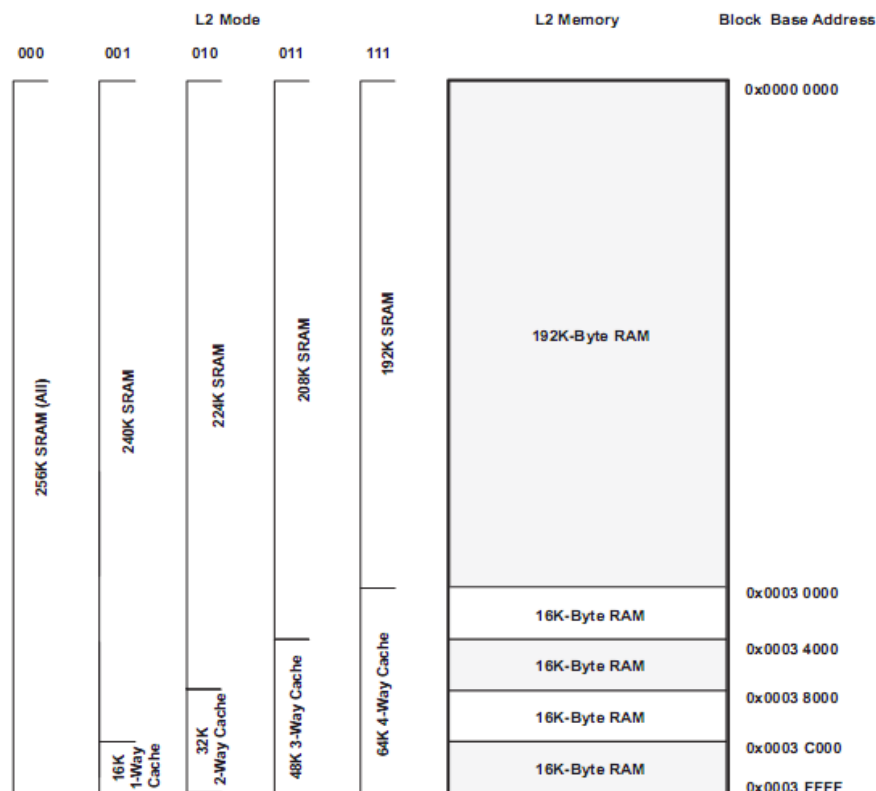 L2 Mode
L2 Memory
Block Base Address
000
001
010
011
111
0x0000 0000
256K SRAM (All)
240K SRAM
224K SRAM
208K SRAM
192K SRAM
192K-Byte RAM
0x0003 0000
16K-Byte RAM
0x0003 4000
16K-Byte RAM
0x0003 8000
16K-Byte RAM
0x0003 C000
16K-Byte RAM
0x0003 FFFF
16K
1-Way
Cache
32K
2-Way Cache
48K 3-Way Cache
64K 4-Way Cache